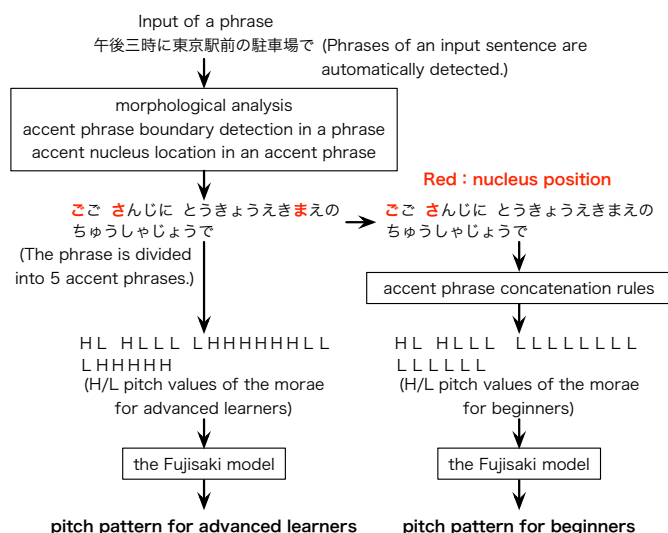 Input of a phrase
午後三時に東京駅前の駐車場で (Phrases of an input sentence are
automatically detected.)
morphological analysis
accent phrase boundary detection in a phrase
accent nucleus location in an accent phrase
Red：nucleus position
ごご さんじに とうきょうえきまえの
ちゅうしゃじょうで
(The phrase is divided
into 5 accent phrases.)
ごご さんじに とうきょうえきまえの
ちゅうしゃじょうで
accent phrase concatenation rules
ＨＬ ＨＬＬＬ ＬＨＨＨＨＨＨＬＬ
ＬＨＨＨＨＨ
(H/L pitch values of the morae
for advanced learners)
ＨＬ ＨＬＬＬ ＬＬＬＬＬＬＬＬ
ＬＬＬＬＬＬ
(H/L pitch values of the morae
for beginners)
the Fujisaki model
the Fujisaki model
pitch pattern for advanced learners
pitch pattern for beginners